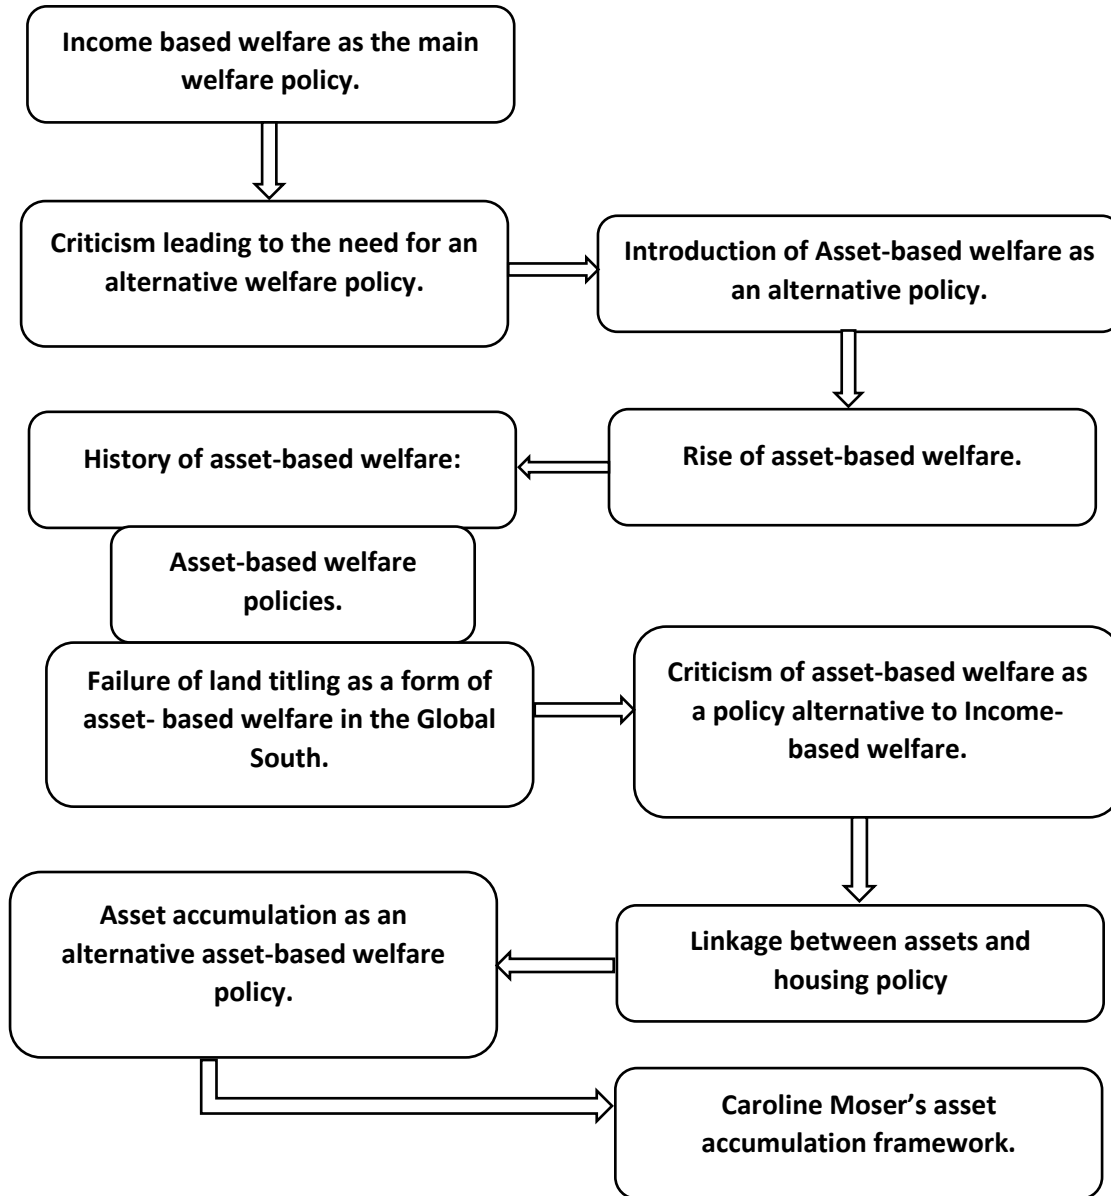 Income based welfare as the main
welfare policy.
Criticism leading to the need for an
alternative welfare policy.
Introduction of Asset-based welfare as
an alternative policy.
Rise of asset-based welfare.
History of asset-based welfare:
Asset-based welfare
policies.
Failure of land titling as a form of
asset- based welfare in the Global
South.
Criticism of asset-based welfare as
a policy alternative to Income-
based welfare.
Linkage between assets and
housing policy
Asset accumulation as an
alternative asset-based welfare
policy.
Caroline Moser’s asset
accumulation framework.